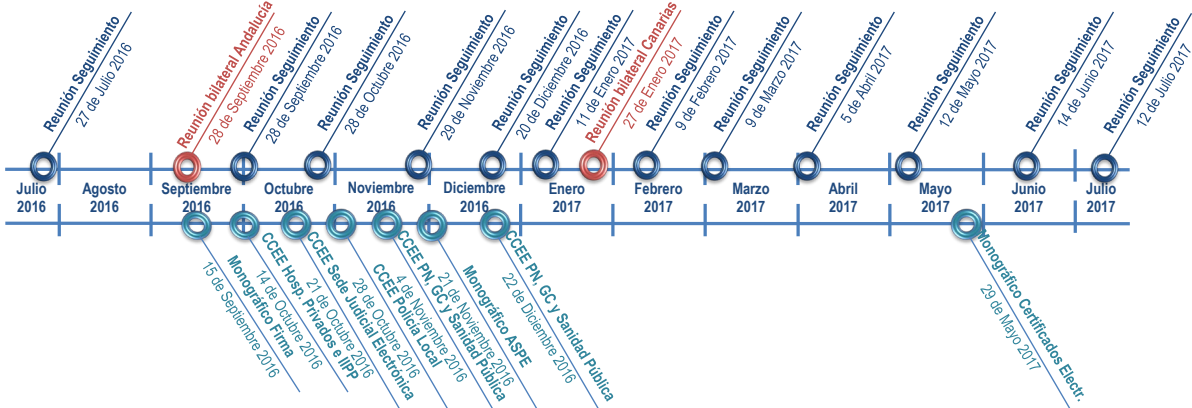 Reunión Seguimiento
27 de Julio 2016
Reunión bilateral Andalucía
28 de Septiembre 2016
Reunión Seguimiento
28 de Septiembre 2016
Reunión Seguimiento
28 de Octubre 2016
Reunión Seguimiento
29 de Noviembre 2016
Reunión Seguimiento
20 de Diciembre 2016
Reunión Seguimiento
11 de Enero 2017
Reunión bilateral Canarias
27 de Enero 2017
Reunión Seguimiento
9 de Febrero 2017
Reunión Seguimiento
9 de Marzo 2017
Reunión Seguimiento
5 de Abril 2017
Reunión Seguimiento
12 de Mayo 2017
Reunión Seguimiento
14 de Junio 2017
Reunión Seguimiento
12 de Julio 2017
Julio
2016
Agosto
2016
Septiembre
2016
Octubre
2016
Noviembre
2016
Diciembre
2016
Enero
2017
Febrero
2017
Marzo
2017
Abril
2017
Mayo
2017
Junio
2017
Julio
2017
Monográfico Firma
15 de Septiembre 2016
CCEE Hosp. Privados e IIPP
14 de Octubre 2016
CCEE Sede Judicial Electrónica
21 de Octubre 2016
CCEE Policía Local
28 de Octubre 2016
CCEE PN, GC y Sanidad Pública
4 de Noviembre 2016
Monográfico ASPE
21 de Noviembre 2016
CCEE PN, GC y Sanidad Pública
22 de Diciembre 2016
Monográfico Certificados Electr.
29 de Mayo 2017